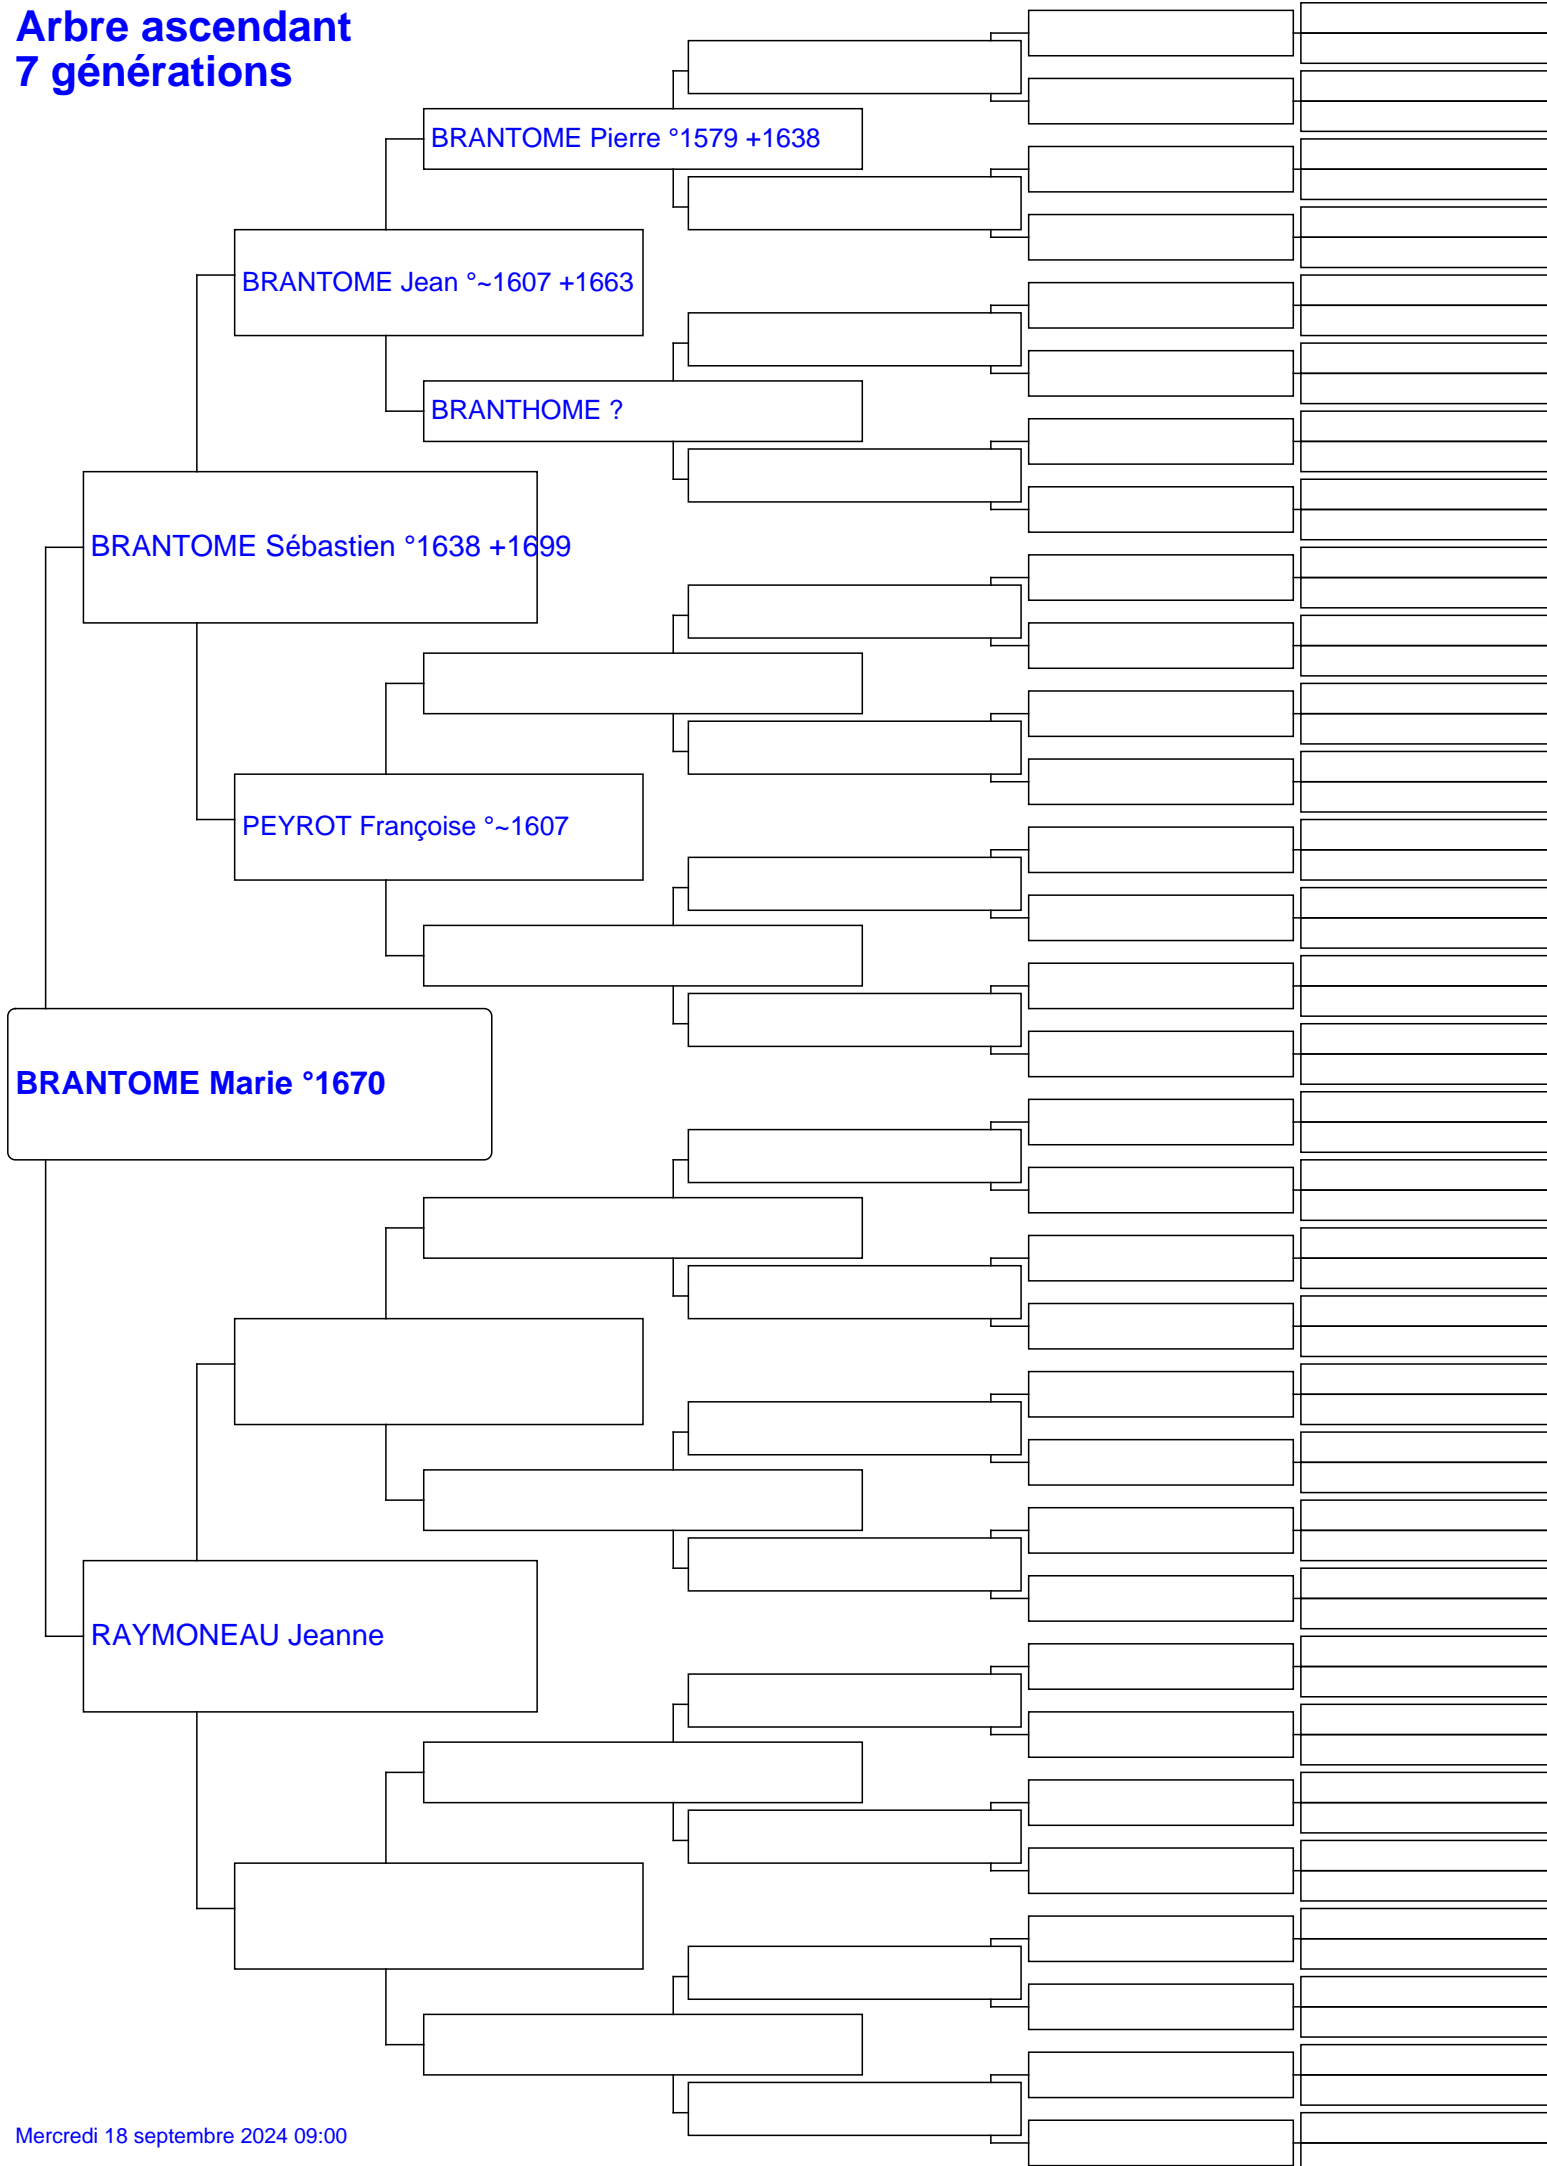 Arbre ascendant
7 générations
BRANTOME Pierre °1579 +1638
BRANTOME Jean °~1607 +1663
BRANTHOME ?
BRANTOME Sébastien °1638 +1699
PEYROT Françoise °~1607
BRANTOME Marie °1670
RAYMONEAU Jeanne
Mercredi 18 septembre 2024 09:00